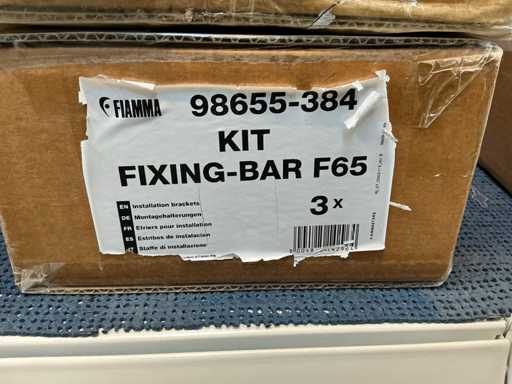 FIAMMA
98655-384
KIT
FIXING-BAR F65
3 x
EN Installation brackets
DE Montagehalterungen
FR Etriers pour installation
ES Estribos de instalacion
IT Staffe di installazione